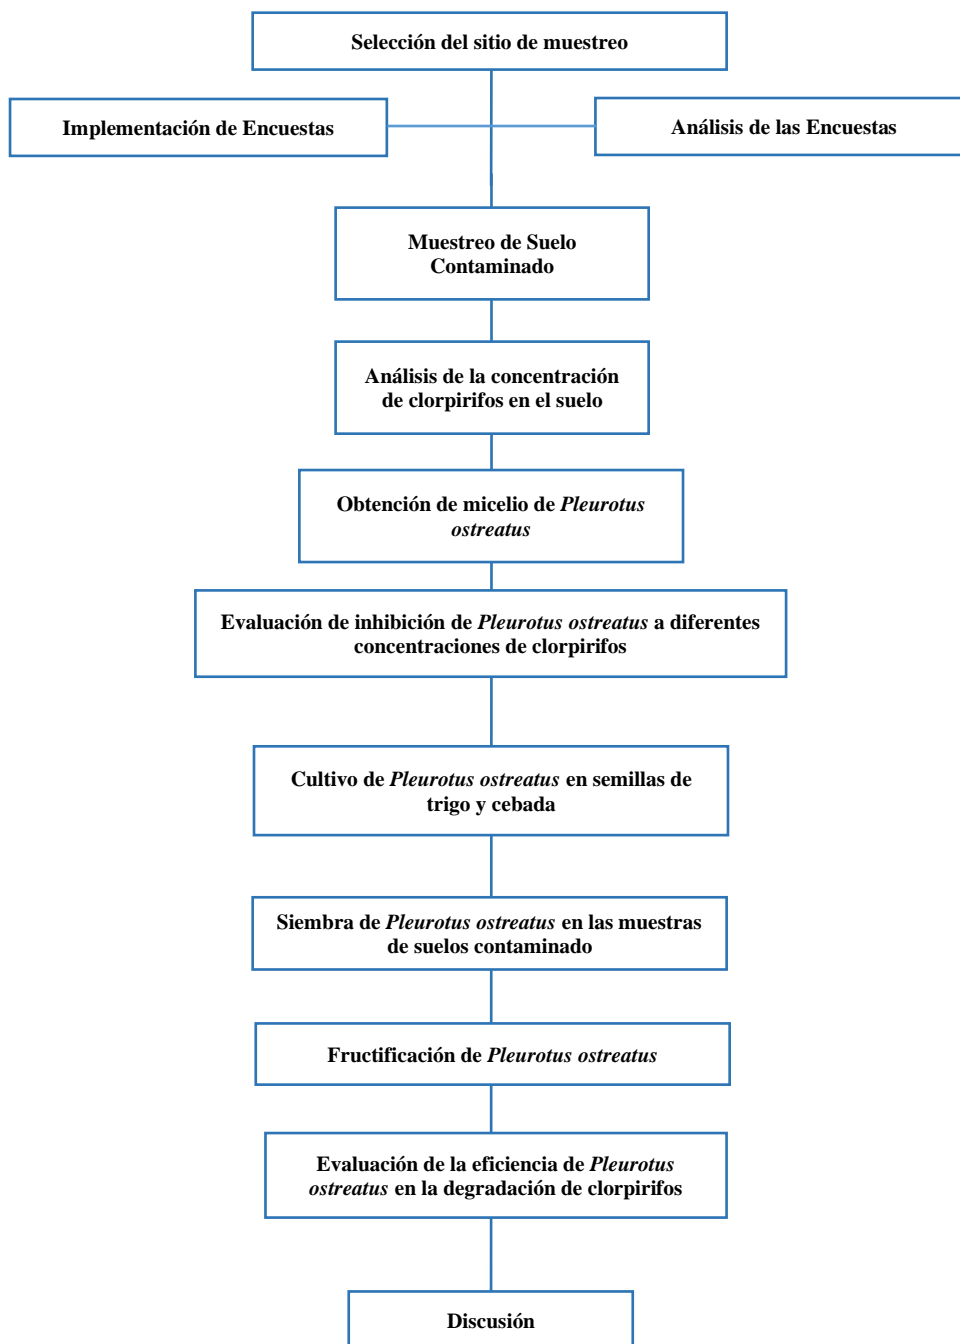 Selección del sitio de muestreo
Implementación de Encuestas
Análisis de las Encuestas
Muestreo de Suelo
Contaminado
Análisis de la concentración
de clorpirifos en el suelo
Obtención de micelio de Pleurotus
ostreatus
Evaluación de inhibición de Pleurotus ostreatus a diferentes
concentraciones de clorpirifos
Cultivo de Pleurotus ostreatus en semillas de
trigo y cebada
Siembra de Pleurotus ostreatus en las muestras
de suelos contaminado
Fructificación de Pleurotus ostreatus
Evaluación de la eficiencia de Pleurotus
ostreatus en la degradación de clorpirifos
Discusión